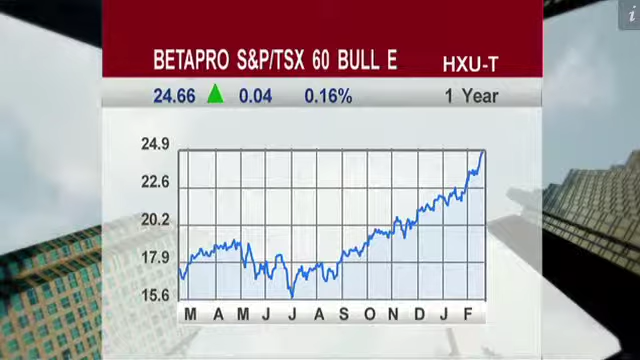 i
BETAPRO S&P/TSX 60 BULL E HXU-T
24.66 0.04 0.16% 1 Year
24.9
22.6
20.2
17.9
15.6
M A M J J A S O N D J F